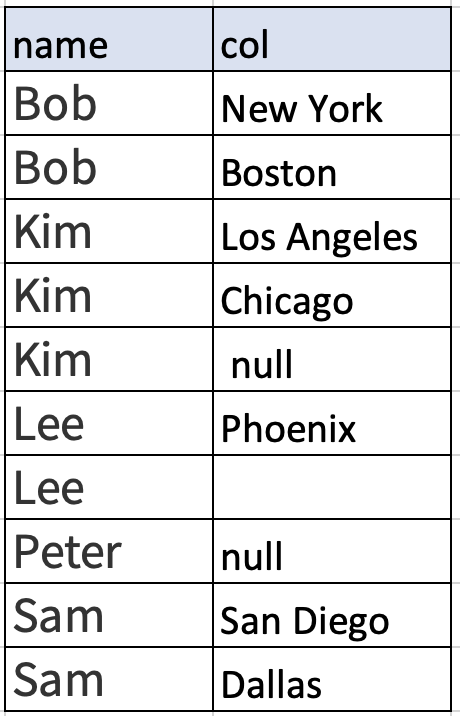 name col
Bob New York
Bob Boston
Kim Los Angeles
Kim Chicago
Kim null
Lee Phoenix
Lee
Peter null
Sam San Diego
Sam Dallas